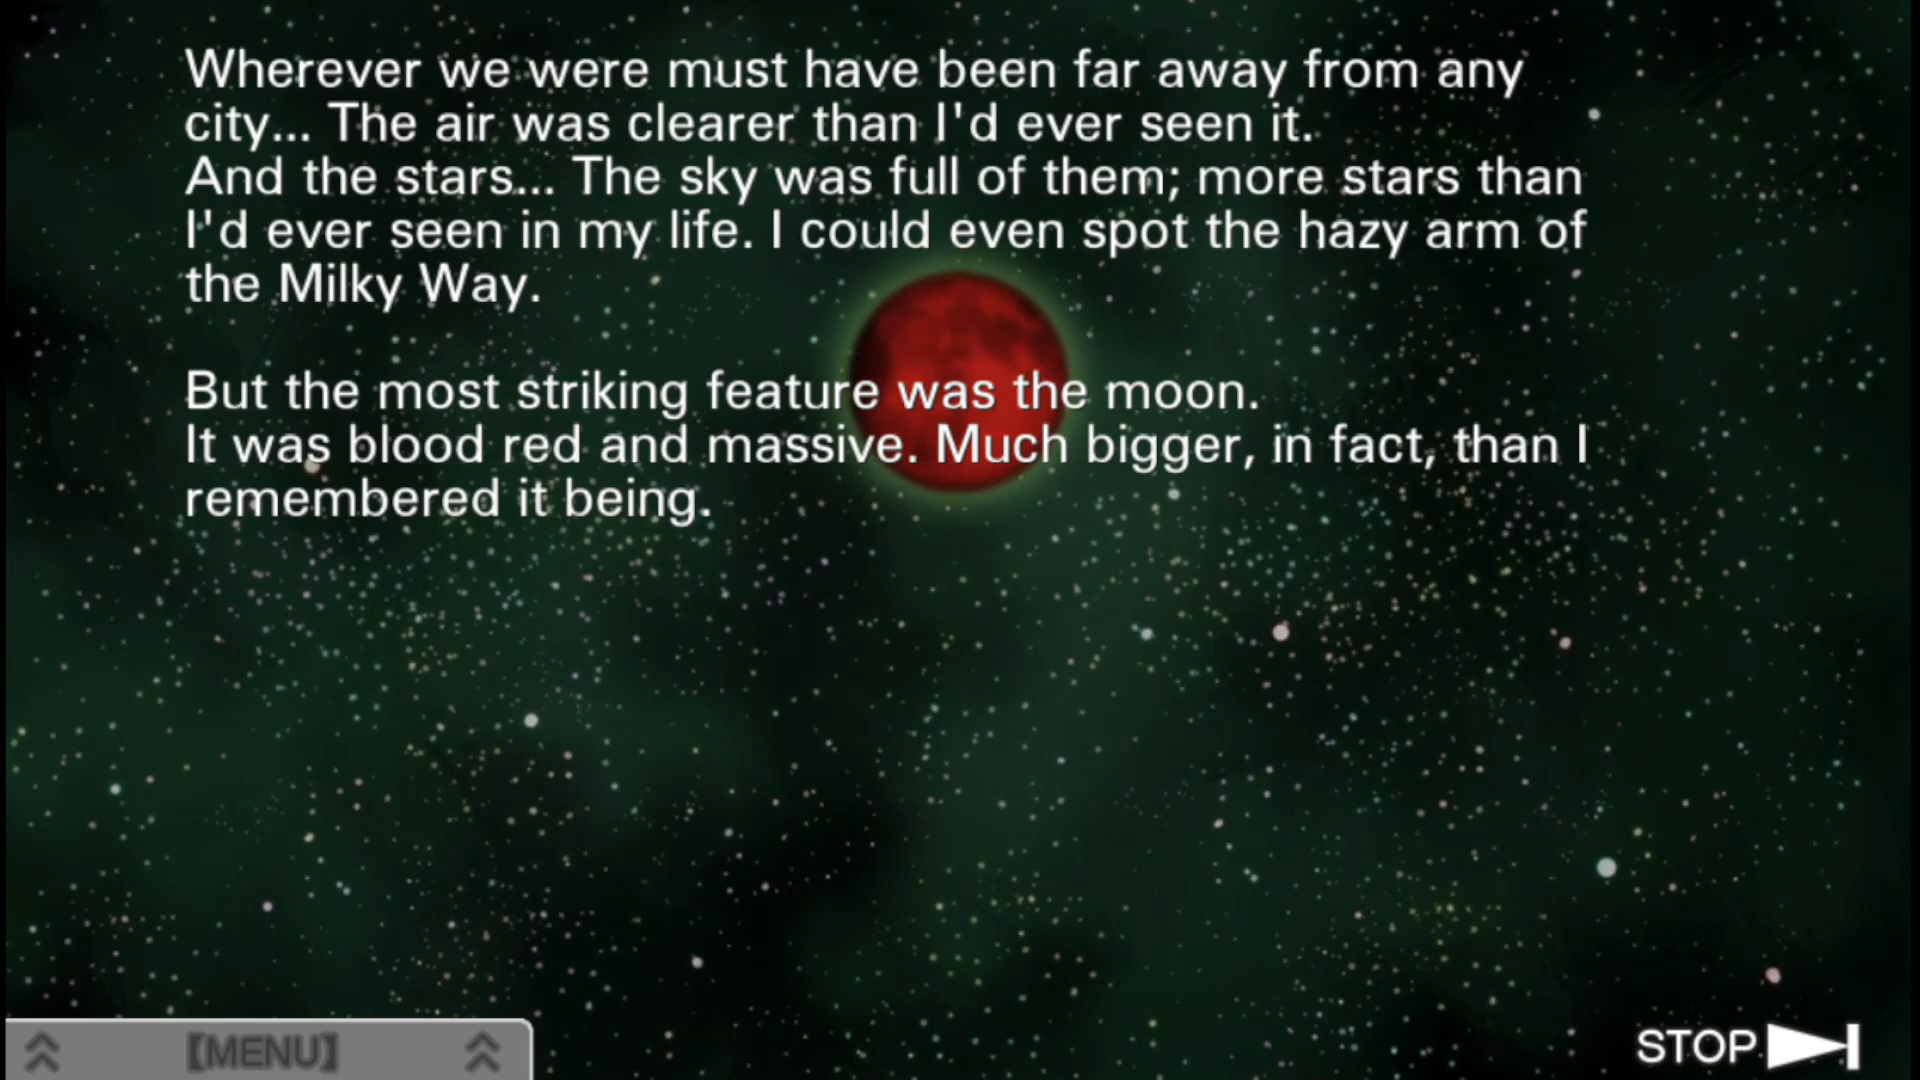 Wherever we were must have been far away from any
city... The air was clearer than I'd ever seen it.
And the stars... The sky was full of them; more stars than
I'd ever seen in my life. I could even spot the hazy arm of
the Milky Way.
But the most striking feature was the moon.
It was blood red and massive. Much bigger, in fact, than I
remembered it being.
【MENU】
STOP